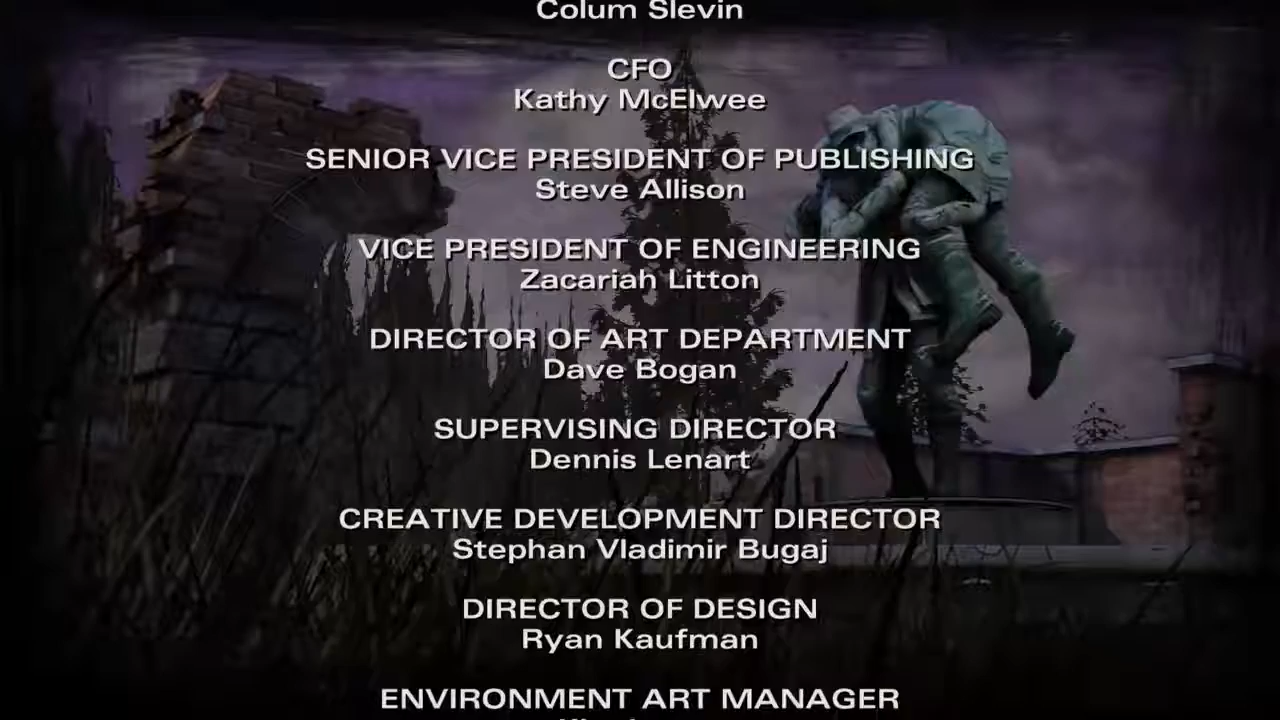 Colum Slevin
CFO
Kathy McElwee
SENIOR VICE PRESIDENT OF PUBLISHING
Steve Allison
VICE PRESIDENT OF ENGINEERING
Zacariah Litton
DIRECTOR OF ART DEPARTMENT
Dave Bogan
SUPERVISING DIRECTOR
Dennis Lenart
CREATIVE DEVELOPMENT DIRECTOR
Stephan Vladimir Bugaj
DIRECTOR OF DESIGN
Ryan Kaufman
ENVIRONMENT ART MANAGER